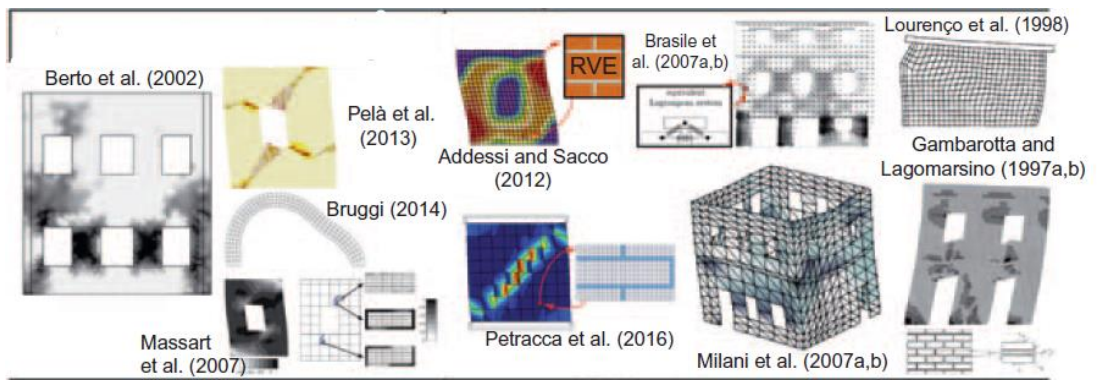 Berto et al. (2002)
Pelà et al.
(2013)
Bruggi (2014)
Massart
et al. (2007)
RVE
Addessi and Sacco
(2012)
Brasile et
al. (2007a,b)
Petracca et al. (2016)
Milani et al. (2007a,b)
Lourenço et al. (1998)
Gambarotta and
Lagomarsino (1997a,b)